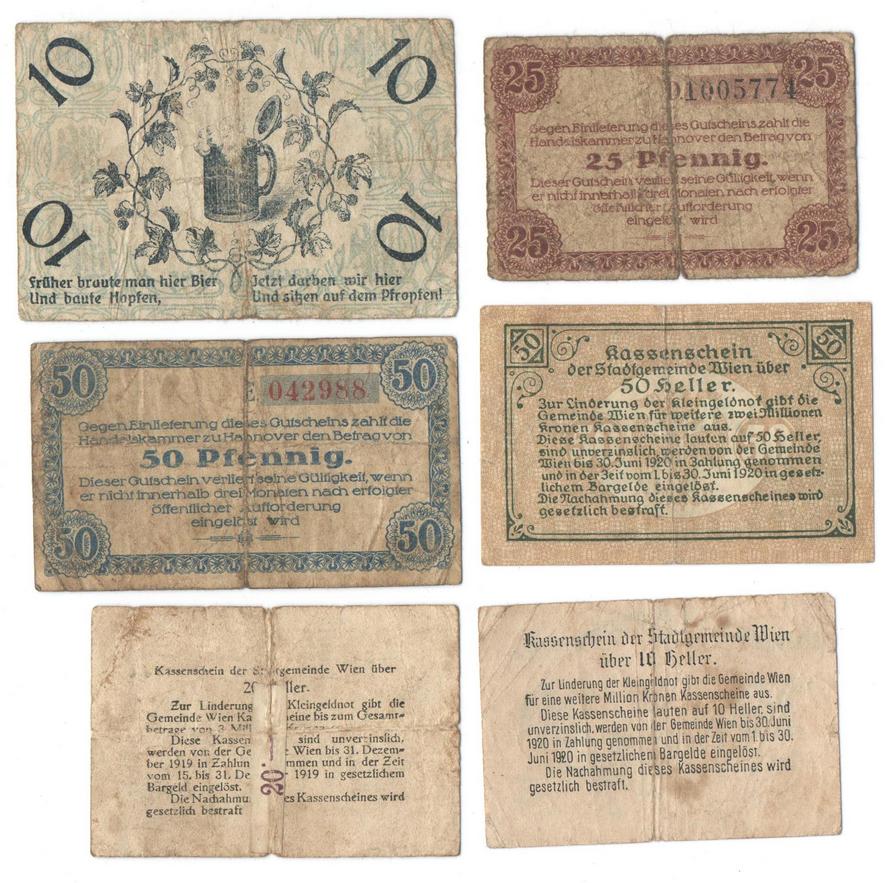 10
10
10
10
Früher braute man hier Bier
Und baute Hopfen,
Jetzt darben wir hier
Und sitzen auf dem Pfropfen!
25
25
1005774
Gegen Einlieferung dieses Gutscheins zahlt die
Handelskammer zu Hannover den Betrag von
25 Pfennig.
Dieser Gutschein verliert seine Gültigkeit, wenn
er nicht innerhalb drei Monaten nach erfolgter
öffentlicher Aufforderung
eingelöst wird
25
25
50
50
E 042988
Gegen Einlieferung dieses Gutscheins zahlt die
Handelskammer zu Hannover den Betrag von
50 Pfennig.
Dieser Gutschein verliert seine Gültigkeit, wenn
er nicht innerhalb drei Monaten nach erfolgter
öffentlicher Aufforderung
eingelöst wird
50
50
50
50
Kassenschein
der Stadtgemeinde Wien über
50 Heller.
Zur Linderung der Kleingeldnot gibt die
Gemeinde Wien für weitere zwei Millionen
Kronen Kassenscheine aus.
Diese Kassenscheine lauten auf 50 Heller,
sind unverzinslich, werden von der Gemeinde
Wien bis 30. Juni 1920 in Zahlung genommen
und in der Zeit vom 1. bis 30. Juni 1920 in gesetz-
lichem Bargelde eingelöst.
Die Nachahmung dieses Kassenscheines wird
gesetzlich bestraft.
Kassenschein der Stadtgemeinde Wien über
20 Heller.
Zur Linderung Kleingeldnot gibt die
Gemeinde Wien bis zum Gesamt-
betrage von 3
Diese sind unverzinslich,
werden von der Wien bis 31. Dezem-
ber 1919 in und in der Zeit
vom 15. bis 31. 1919 in gesetzlichem
Bargeld eingelöst.
Die Kassenscheines wird
gesetzlich bestraft
20
Kassenschein der Stadtgemeinde Wien
über 10 Heller.
Zur Linderung der Kleingeldnot gibt die Gemeinde Wien
für eine weitere Million Kronen Kassenscheine aus.
Diese Kassenscheine lauten auf 10 Heller, sind
unverzinslich, werden von der Gemeinde Wien bis 30. Juni
1920 in Zahlung genommen und in der Zeit vom 1. bis 30.
Juni 1920 in gesetzlichem Bargelde eingelöst.
Die Nachahmung dieses Kassenscheines wird
gesetzlich bestraft.